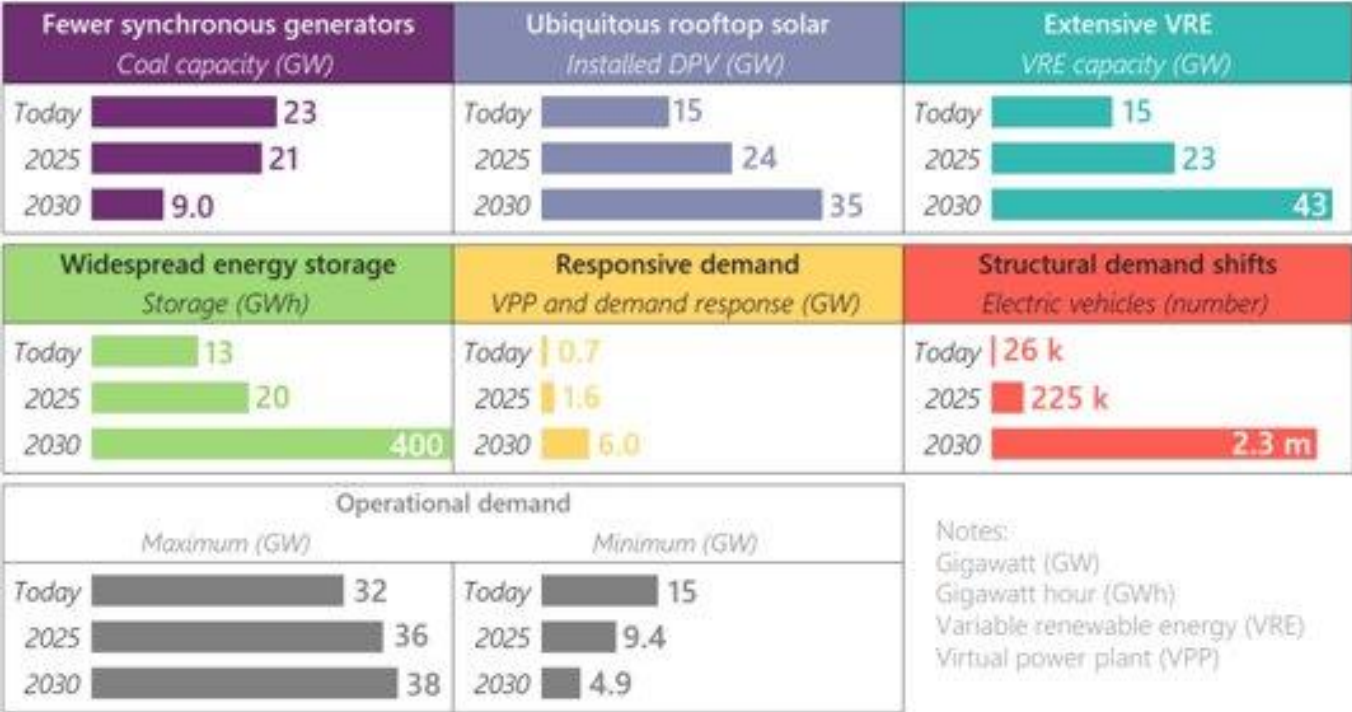 Fewer synchronous generators
Coal capacity (GW)
Today 23
2025 21
2030 9.0
Ubiquitous rooftop solar
Installed DPV (GW)
Today 15
2025 24
2030 35
Extensive VRE
VRE capacity (GW)
Today 15
2025 23
2030 43
Widespread energy storage
Storage (GWh)
Today 13
2025 20
2030 400
Responsive demand
VPP and demand response (GW)
Today 0.7
2025 1.6
2030 6.0
Structural demand shifts
Electric vehicles (number)
Today 26 k
2025 225 k
2030 2.3 m
Operational demand
Maximum (GW)
Today 32
2025 36
2030 38
Minimum (GW)
Today 15
2025 9.4
2030 4.9
Notes:
Gigawatt (GW)
Gigawatt hour (GWh)
Variable renewable energy (VRE)
Virtual power plant (VPP)